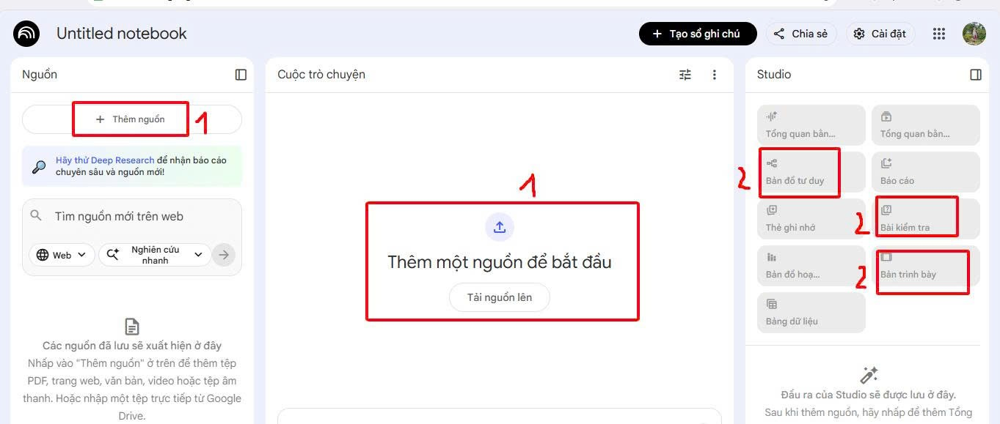 Untitled notebook
+ Tạo sổ ghi chú
Chia sẻ
Cài đặt
Nguồn
+ Thêm nguồn
1
Hãy thử Deep Research để nhận báo cáo
chuyên sâu và nguồn mới!
Tìm nguồn mới trên web
Web
Nghiên cứu
nhanh
Các nguồn đã lưu sẽ xuất hiện ở đây
Nhấp vào "Thêm nguồn" ở trên để thêm tệp
PDF, trang web, văn bản, video hoặc tệp âm
thanh. Hoặc nhập một tệp trực tiếp từ Google
Drive.
Cuộc trò chuyện
1
Thêm một nguồn để bắt đầu
Tải nguồn lên
Studio
Tổng quan bằn...
Tổng quan bằn...
2
Bản đồ tư duy
Báo cáo
Thẻ ghi nhớ
2
Bài kiểm tra
Bản đồ hoạ...
2
Bản trình bày
Bảng dữ liệu
Đầu ra của Studio sẽ được lưu ở đây.
Sau khi thêm nguồn, hãy nhấp để thêm Tổng